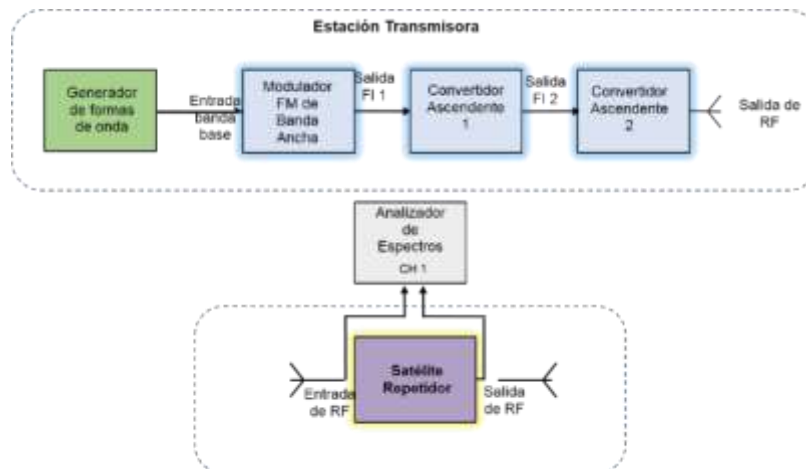 Estación Transmisora
Generador
de formas
de onda
Entrada
banda
base
Modulador
FM de
Banda
Ancha
Salida
FI 1
Convertidor
Ascendente
1
Salida
FI 2
Convertidor
Ascendente
2
Salida de
RF
Analizador
de
Espectros
CH 1
Entrada
de RF
Satélite
Repetidor
Salida
de RF